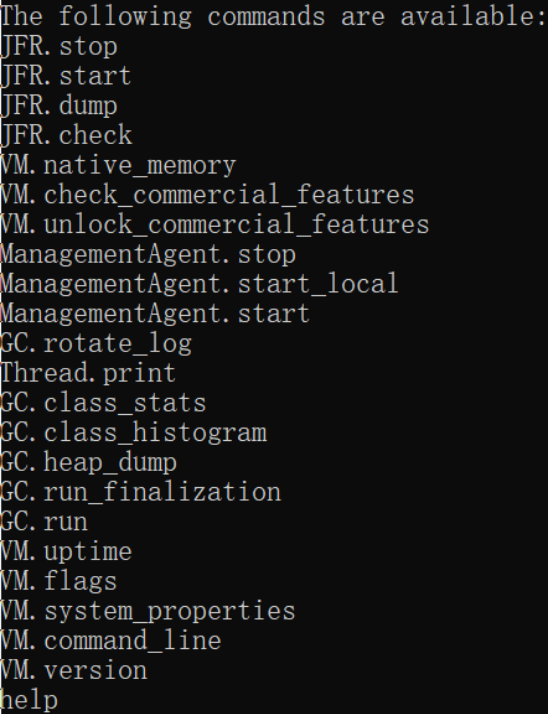 The following commands are available:
JFR.stop
JFR.start
JFR.dump
JFR.check
VM.native_memory
VM.check_commercial_features
VM.unlock_commercial_features
ManagementAgent.stop
ManagementAgent.start_local
ManagementAgent.start
GC.rotate_log
Thread.print
GC.class_stats
GC.class_histogram
GC.heap_dump
GC.run_finalization
GC.run
VM.uptime
VM.flags
VM.system_properties
VM.command_line
VM.version
help